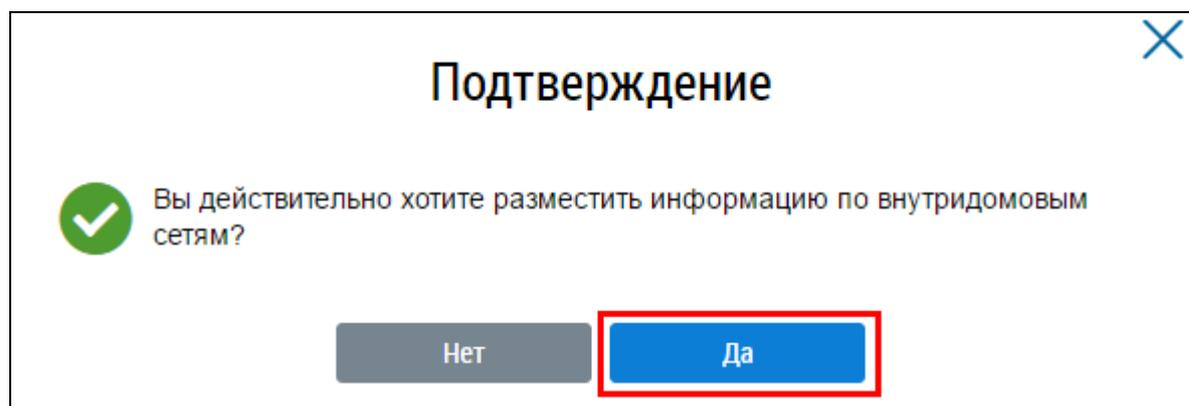 Подтверждение
Вы действительно хотите разместить информацию по внутридомовым
сетям?
Нет
Да